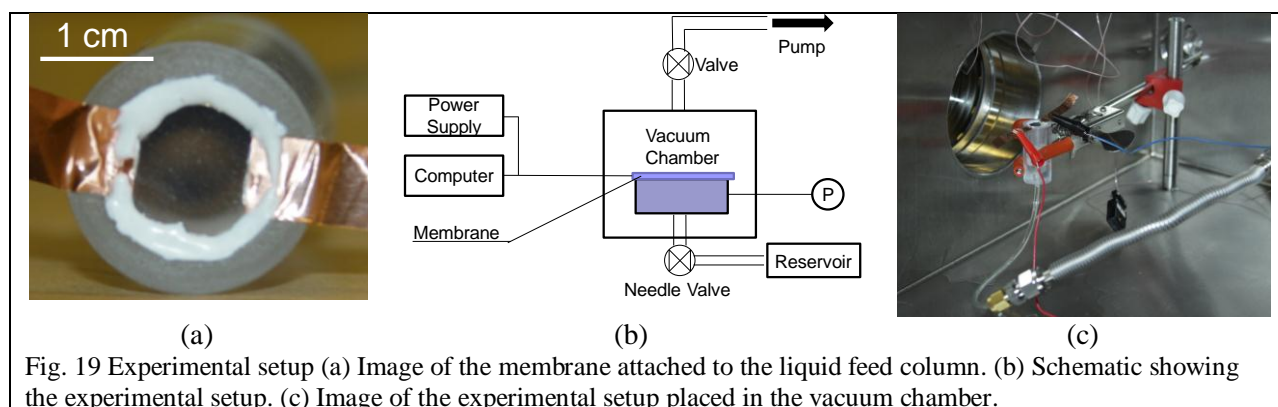 1 cm
Pump
Valve
Power
Supply
Vacuum
Chamber
Computer
P
Membrane
Reservoir
Needle Valve
(a)
(b)
(c)
Fig. 19 Experimental setup (a) Image of the membrane attached to the liquid feed column. (b) Schematic showing
the experimental setup. (c) Image of the experimental setup placed in the vacuum chamber.